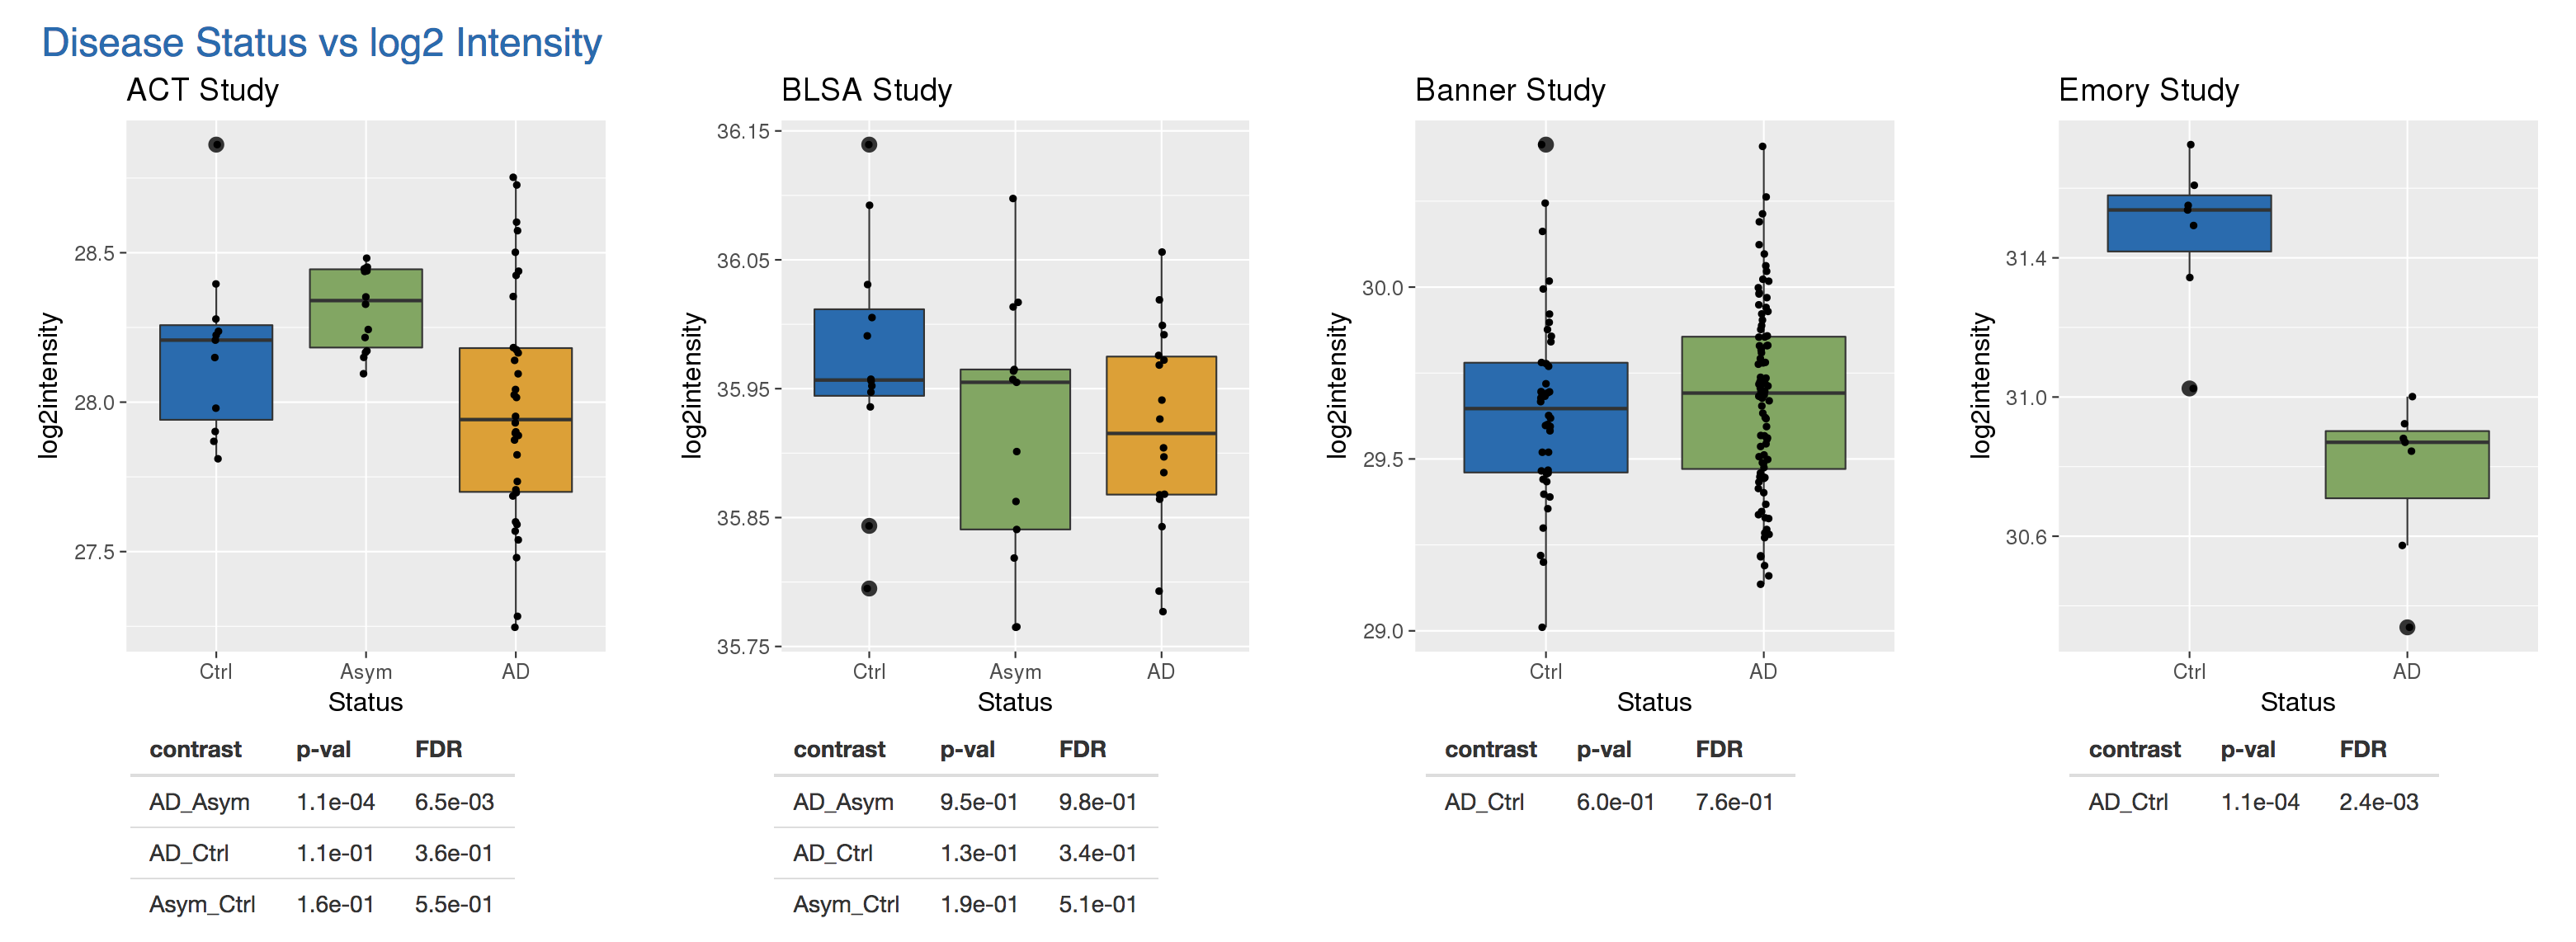 Disease Status vs log2 Intensity
ACT Study
log2intensity
28.5
28.0
27.5
Ctrl Asym AD
Status
contrast p-val FDR
AD_Asym 1.1e-04 6.5e-03
AD_Ctrl 1.1e-01 3.6e-01
Asym_Ctrl 1.6e-01 5.5e-01
BLSA Study
log2intensity
36.15
36.05
35.95
35.85
35.75
Ctrl Asym AD
Status
contrast p-val FDR
AD_Asym 9.5e-01 9.8e-01
AD_Ctrl 1.3e-01 3.4e-01
Asym_Ctrl 1.9e-01 5.1e-01
Banner Study
log2intensity
30.0
29.5
29.0
Ctrl AD
Status
contrast p-val FDR
AD_Ctrl 6.0e-01 7.6e-01
Emory Study
log2intensity
31.4
31.0
30.6
Ctrl AD
Status
contrast p-val FDR
AD_Ctrl 1.1e-04 2.4e-03